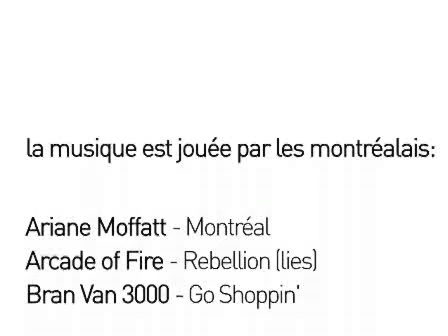 la musique est jouée par les montréalais:
Ariane Moffatt - Montréal
Arcade of Fire - Rebellion (lies)
Bran Van 3000 - Go Shoppin'